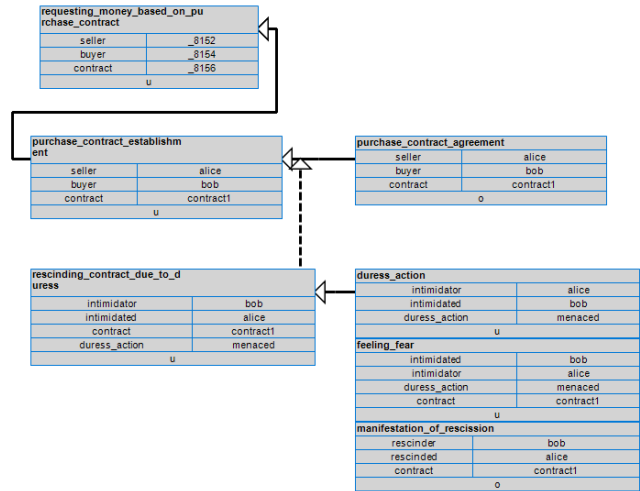 requesting_money_based_on_pu
rchase_contract
seller _8152
buyer _8154
contract _8156
u
purchase_contract_establishm
ent
seller alice
buyer bob
contract contract1
u
purchase_contract_agreement
seller alice
buyer bob
contract contract1
o
rescinding_contract_due_to_d
uress
intimidator bob
intimidated alice
contract contract1
duress_action menaced
u
duress_action
intimidator alice
intimidated bob
duress_action menaced
u
feeling_fear
intimidated bob
intimidator alice
duress_action menaced
contract contract1
u
manifestation_of_rescission
rescinder bob
rescinded alice
contract contract1
o